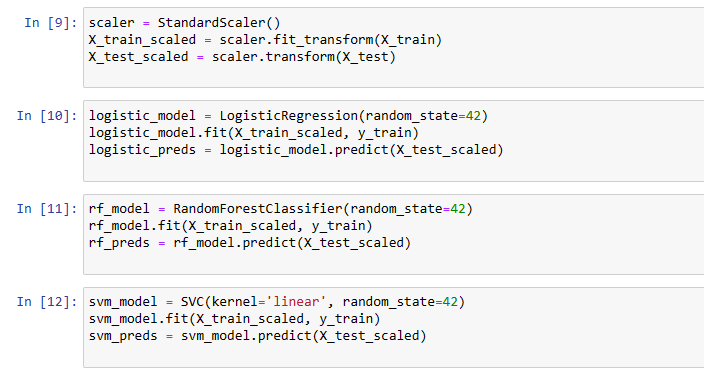 In [9]: scaler = StandardScaler()
X_train_scaled = scaler.fit_transform(X_train)
X_test_scaled = scaler.transform(X_test)
In [10]: logistic_model = LogisticRegression(random_state=42)
logistic_model.fit(X_train_scaled, y_train)
logistic_preds = logistic_model.predict(X_test_scaled)
In [11]: rf_model = RandomForestClassifier(random_state=42)
rf_model.fit(X_train_scaled, y_train)
rf_preds = rf_model.predict(X_test_scaled)
In [12]: svm_model = SVC(kernel='linear', random_state=42)
svm_model.fit(X_train_scaled, y_train)
svm_preds = svm_model.predict(X_test_scaled)